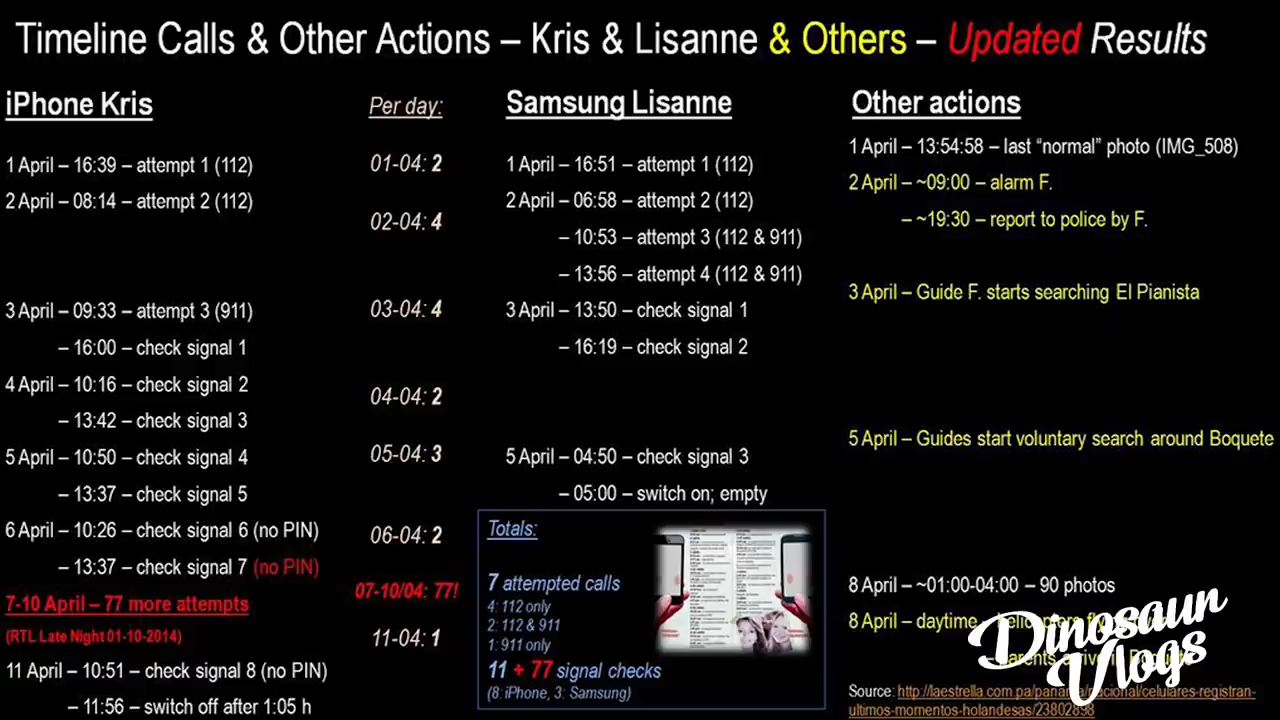 Timeline Calls & Other Actions – Kris & Lisanne & Others – Updated Results
iPhone Kris
1 April – 16:39 – attempt 1 (112)
2 April – 08:14 – attempt 2 (112)
3 April – 09:33 – attempt 3 (911)
– 16:00 – check signal 1
4 April – 10:16 – check signal 2
– 13:42 – check signal 3
5 April – 10:50 – check signal 4
– 13:37 – check signal 5
6 April – 10:26 – check signal 6 (no PIN)
– 13:37 – check signal 7 (no PIN)
7-10 April – 77 more attempts
(RTL Late Night 01-10-2014)
11 April – 10:51 – check signal 8 (no PIN)
– 11:56 – switch off after 1:05 h
Per day:
01-04: 2
02-04: 4
03-04: 4
04-04: 2
05-04: 3
06-04: 2
07-10/04: 77!
11-04: 1
Samsung Lisanne
1 April – 16:51 – attempt 1 (112)
2 April – 06:58 – attempt 2 (112)
– 10:53 – attempt 3 (112 & 911)
– 13:56 – attempt 4 (112 & 911)
3 April – 13:50 – check signal 1
– 16:19 – check signal 2
5 April – 04:50 – check signal 3
– 05:00 – switch on; empty
Totals:
7 attempted calls
4: 112 only
2: 112 & 911
1: 911 only
11 + 77 signal checks
(8: iPhone, 3: Samsung)
Other actions
1 April – 13:54:58 – last “normal” photo (IMG_508)
2 April – ~09:00 – alarm F.
– ~19:30 – report to police by F.
3 April – Guide F. starts searching El Pianista
5 April – Guides start voluntary search around Boquete
8 April – ~01:00-04:00 – 90 photos
8 April – daytime –
Source: http://laestrella.com.pa/panama/nacional/celulares-registran-
ultimos-momentos-holandesas/23802898
Dinosaun
Vlogs